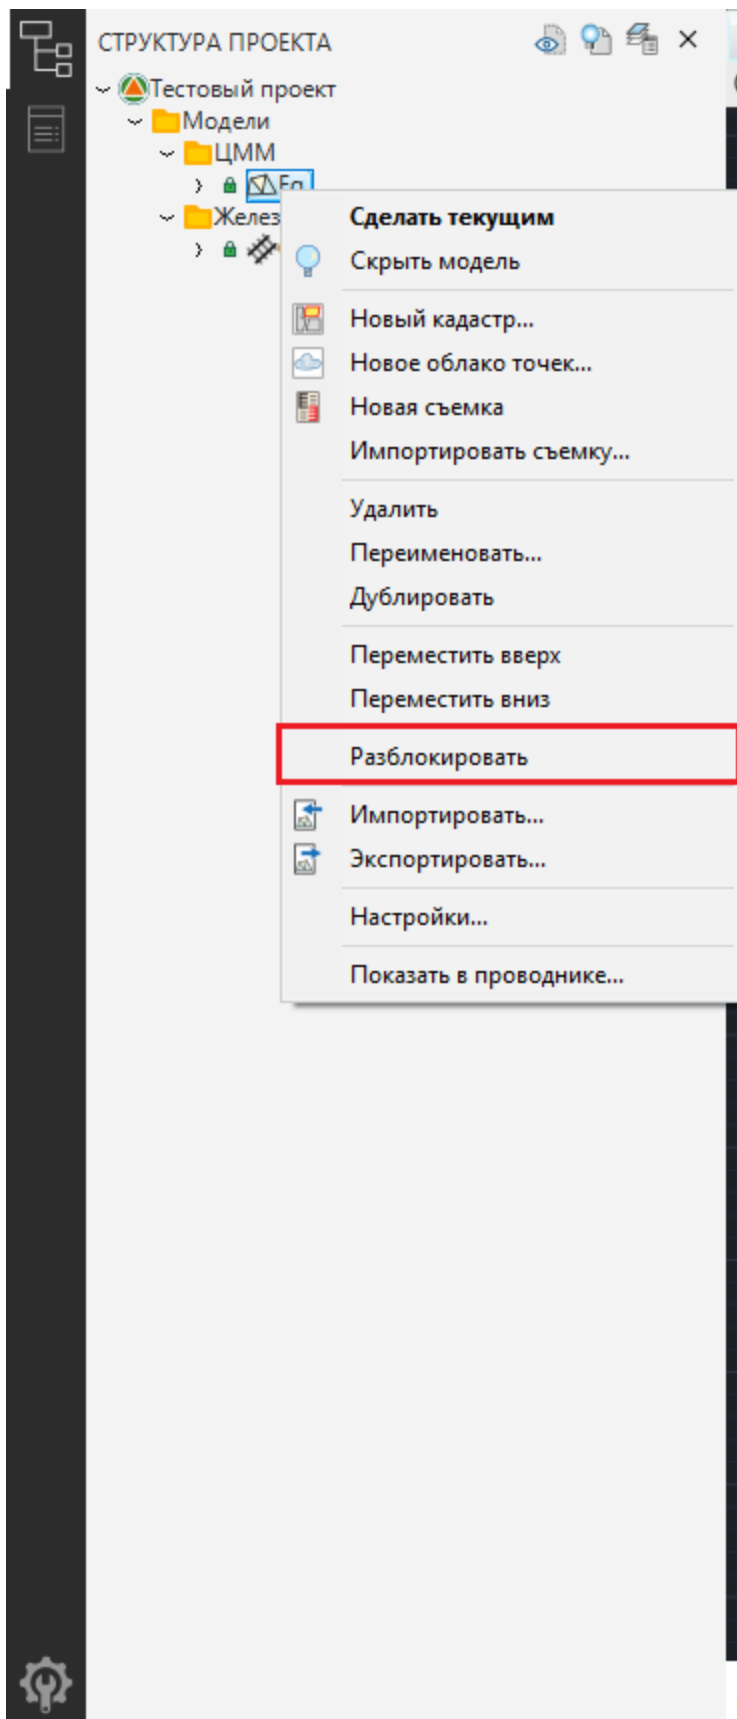 СТРУКТУРА ПРОЕКТА
Тестовый проект
Модели
ЦММ
Сделать текущим
Скрыть модель
Новый кадастр...
Новое облако точек...
Новая съемка
Импортировать съемку...
Удалить
Переименовать...
Дублировать
Переместить вверх
Переместить вниз
Разблокировать
Импортировать...
Экспортировать...
Настройки...
Показать в проводнике...